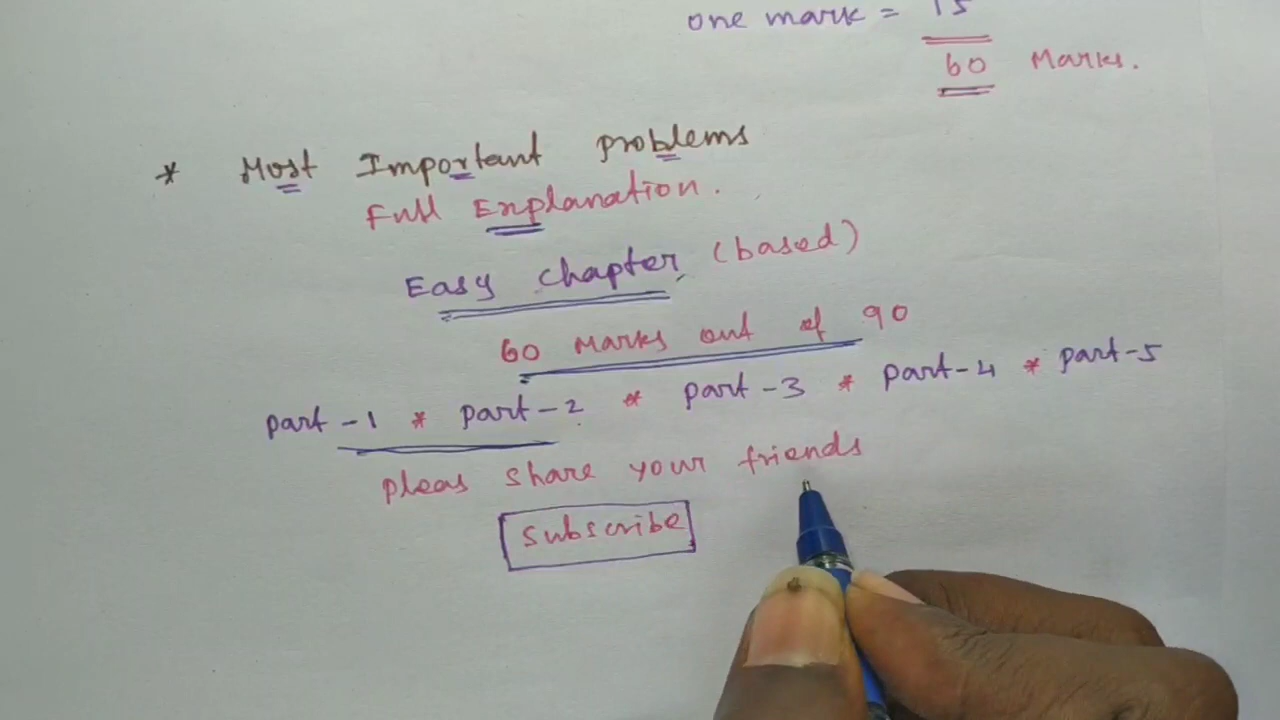 one mark = 15
60 Marks.
* Most Important problems
Full Explanation.
Easy chapter (based)
60 Marks out of 90
part-1 * part-2 * part-3 * part-4 * part-5
pleas share your friends
Subscribe